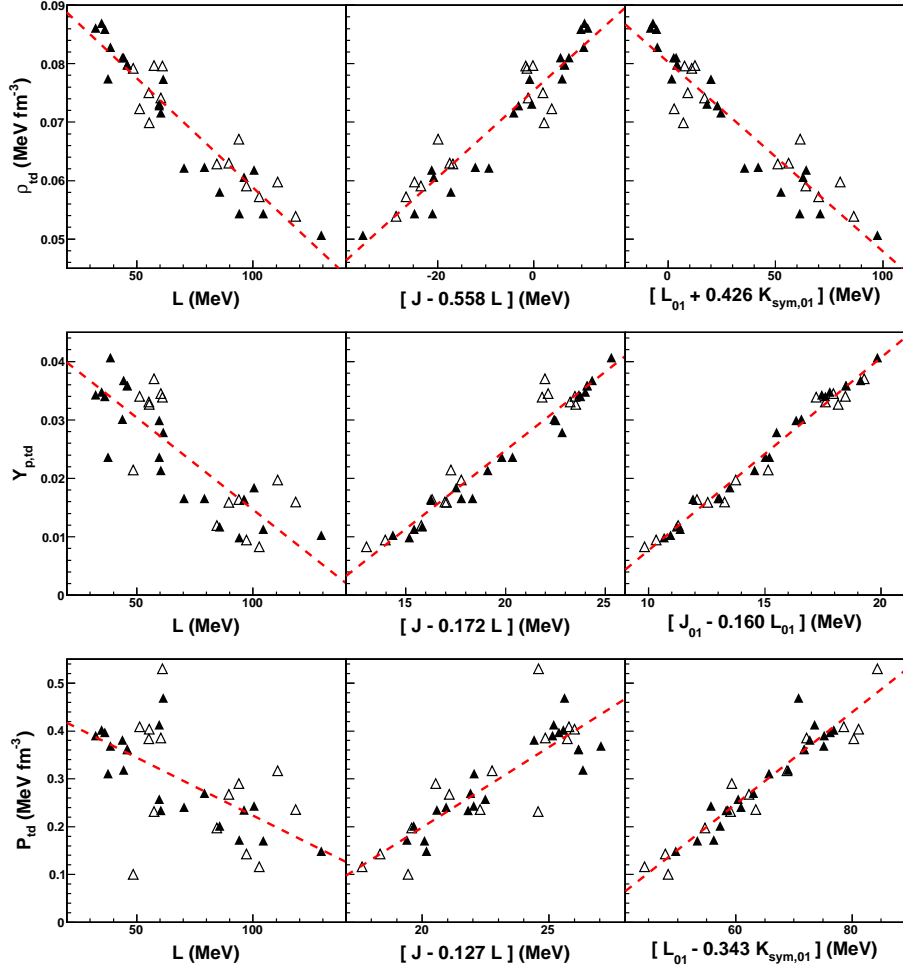 0.09
0.08
0.07
0.06
0.05
ρtd (MeV fm-3)
50 100
-20 0
0 50 100
L (MeV)
[ J - 0.558 L ] (MeV)
[ L01 + 0.426 Ksym,01 ] (MeV)
0.04
0.03
0.02
0.01
0
Yp,td
50 100
15 20 25
10 15 20
L (MeV)
[ J - 0.172 L ] (MeV)
[ J01 - 0.160 L01 ] (MeV)
0.5
0.4
0.3
0.2
0.1
0
Ptd (MeV fm-3)
50 100
20 25
60 80
L (MeV)
[ J - 0.127 L ] (MeV)
[ L01 - 0.343 Ksym,01 ] (MeV)